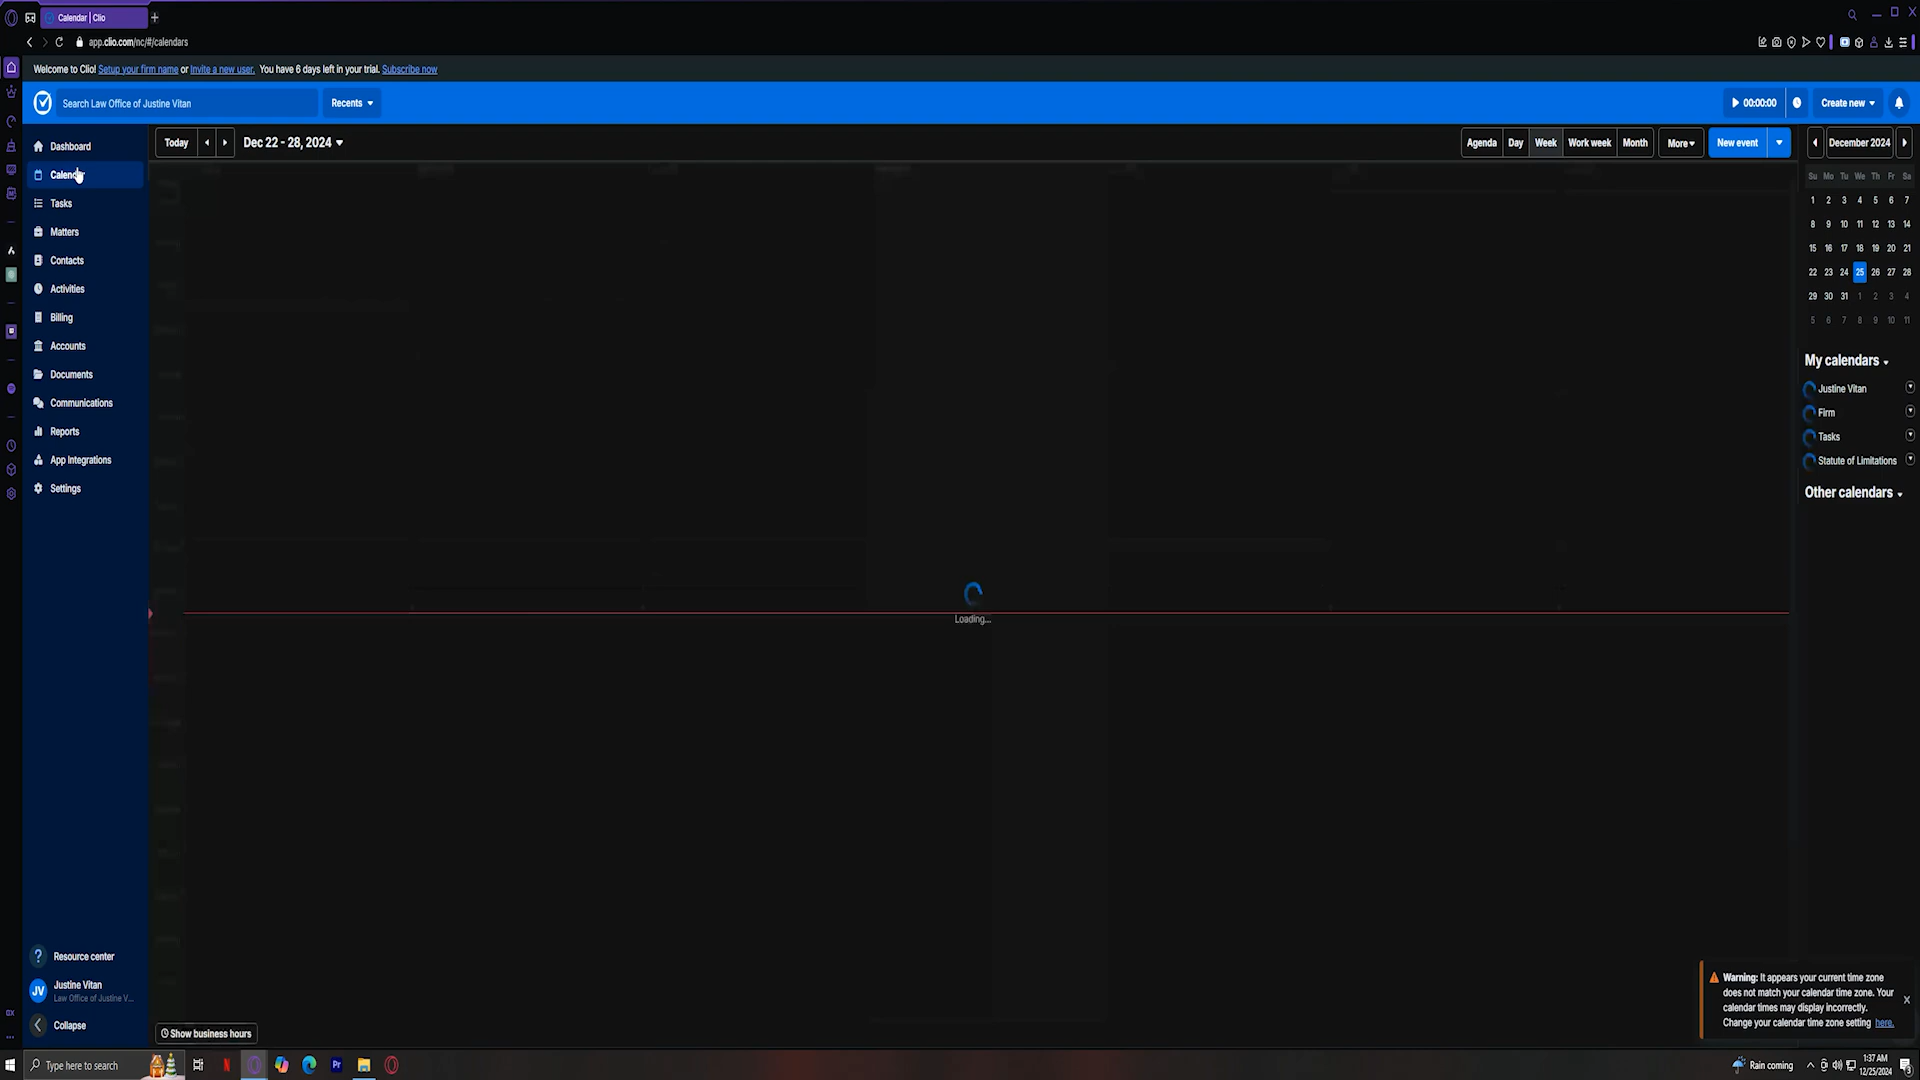 Calendar | Clio
app.clio.com/nc/#/calendars
Welcome to Clio! Setup your firm name or Invite a new user. You have 6 days left in your trial. Subscribe now
Search Law Office of Justine Vitan
Recents
00:00:00
Create new
Dashboard
Calendar
Tasks
Matters
Contacts
Activities
Billing
Accounts
Documents
Communications
Reports
App Integrations
Settings
Resource center
JV
Justine Vitan
Law Office of Justine V...
Collapse
Today
Dec 22 - 28, 2024
Agenda
Day
Week
Work week
Month
More
New event
Loading...
Show business hours
December 2024
Su Mo Tu We Th Fr Sa
1 2 3 4 5 6 7
8 9 10 11 12 13 14
15 16 17 18 19 20 21
22 23 24 25 26 27 28
29 30 31 1 2 3 4
5 6 7 8 9 10 11
My calendars
Justine Vitan
Firm
Tasks
Statute of Limitations
Other calendars
Warning: It appears your current time zone
does not match your calendar time zone. Your
calendar times may display incorrectly.
Change your calendar time zone setting here.
Type here to search
N
Pr
Rain coming
1:37 AM
12/25/2024
3